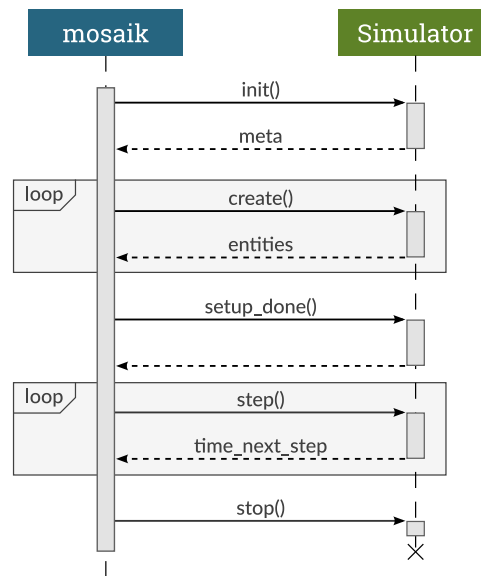 mosaik Simulator
init()
meta
loop
create()
entities
setup_done()
loop
step()
time_next_step
stop()